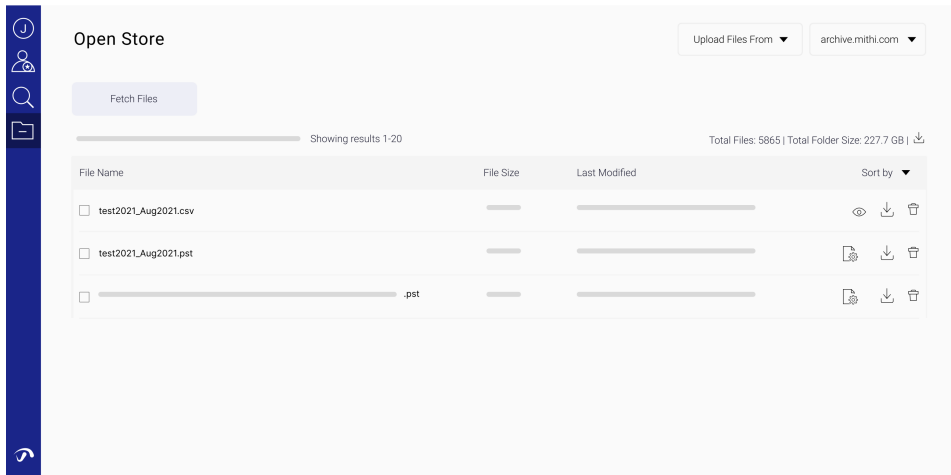 J
Open Store
Upload Files From
archive.mithi.com
Fetch Files
Showing results 1-20
Total Files: 5865 | Total Folder Size: 227.7 GB |
File Name File Size Last Modified Sort by
test2021_Aug2021.csv
test2021_Aug2021.pst
.pst